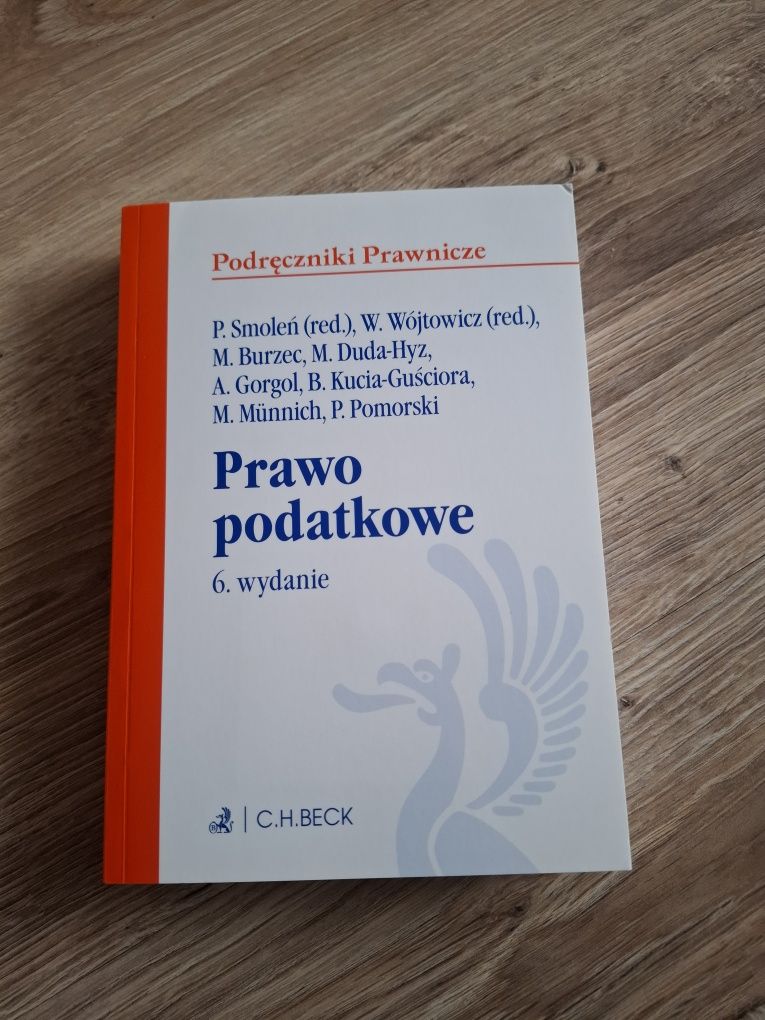 Podręczniki Prawnicze
P. Smoleń (red.), W. Wójtowicz (red.),
M. Burzec, M. Duda-Hyz,
A. Gorgol, B. Kucia-Guściora,
M. Münnich, P. Pomorski
Prawo
podatkowe
6. wydanie
C.H.BECK